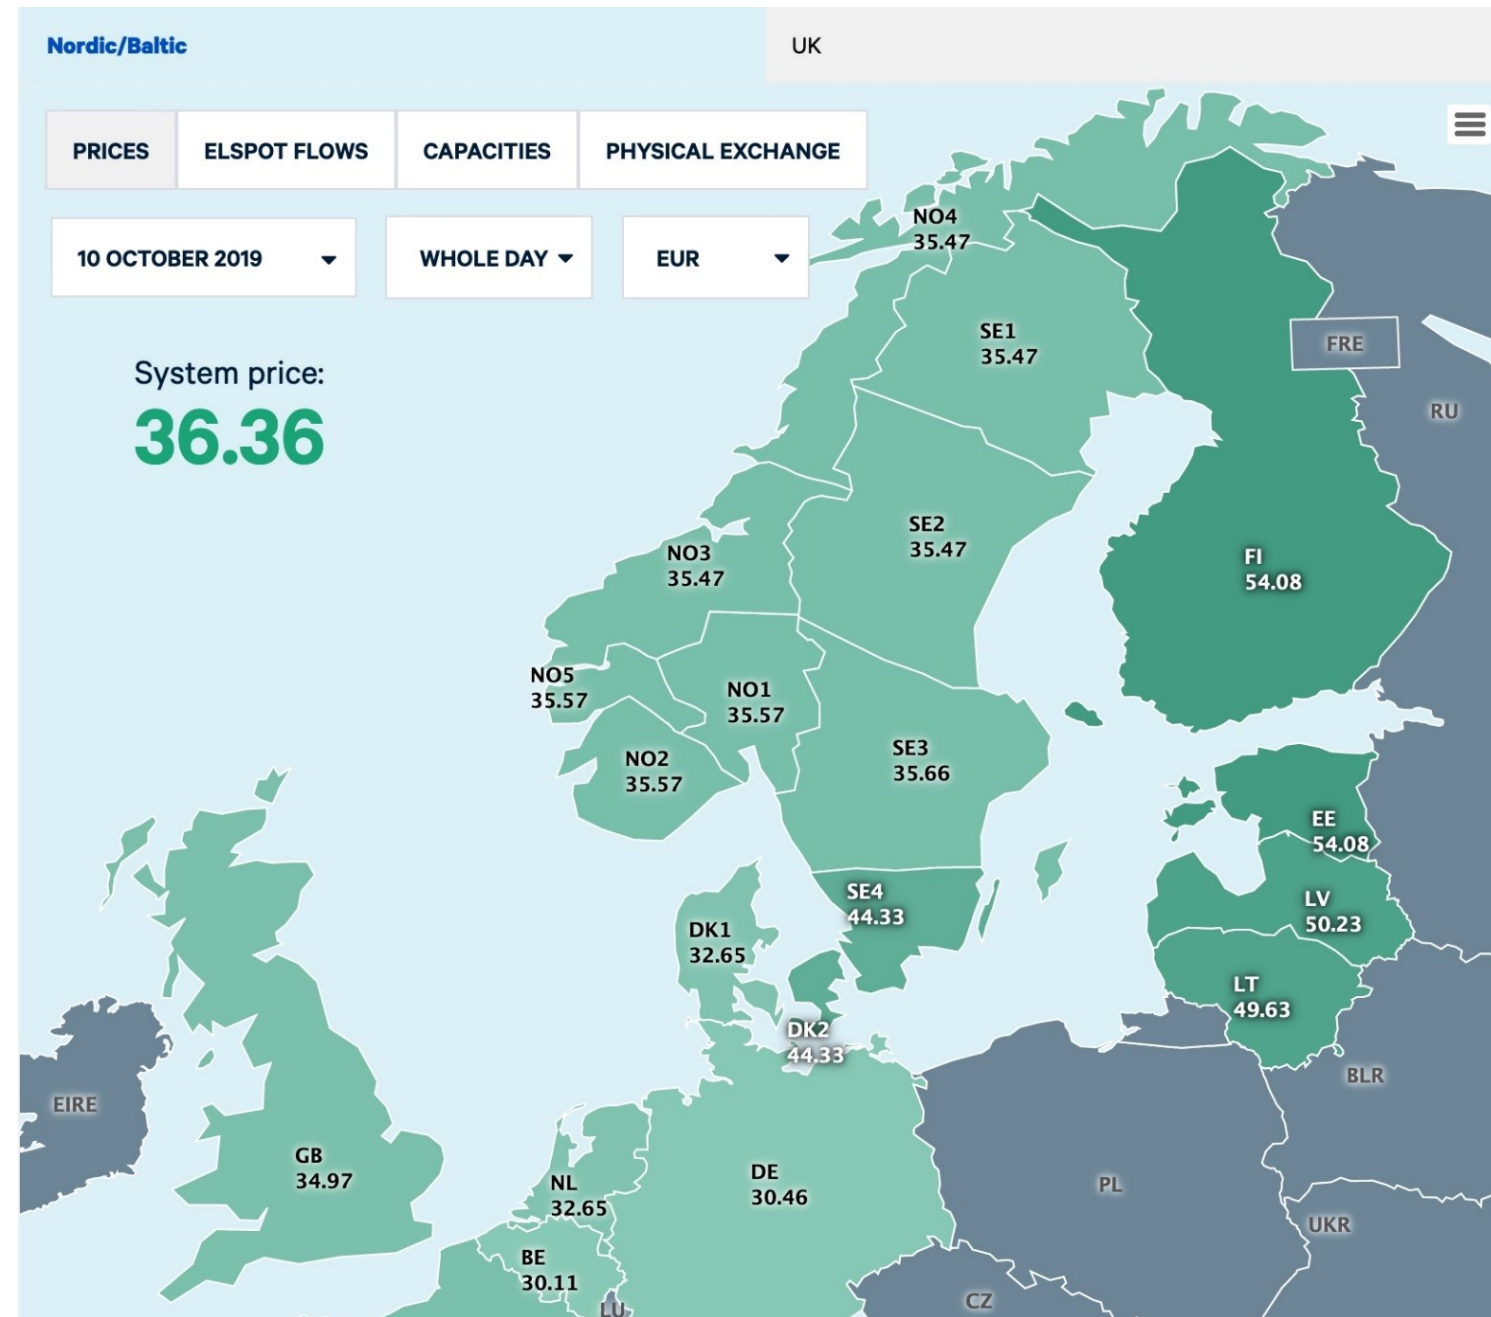 Nordic/Baltic
UK
PRICES
ELSPOT FLOWS
CAPACITIES
PHYSICAL EXCHANGE
10 OCTOBER 2019
WHOLE DAY
EUR
System price:
36.36
NO4
35.47
SE1
35.47
FRE
RU
SE2
35.47
NO3
35.47
FI
54.08
NO5
35.57
NO1
35.57
NO2
35.57
SE3
35.66
EE
54.08
SE4
44.33
LV
50.23
DK1
32.65
LT
49.63
DK2
44.33
BLR
EIRE
GB
34.97
NL
32.65
DE
30.46
PL
UKR
BE
30.11
CZ
LU